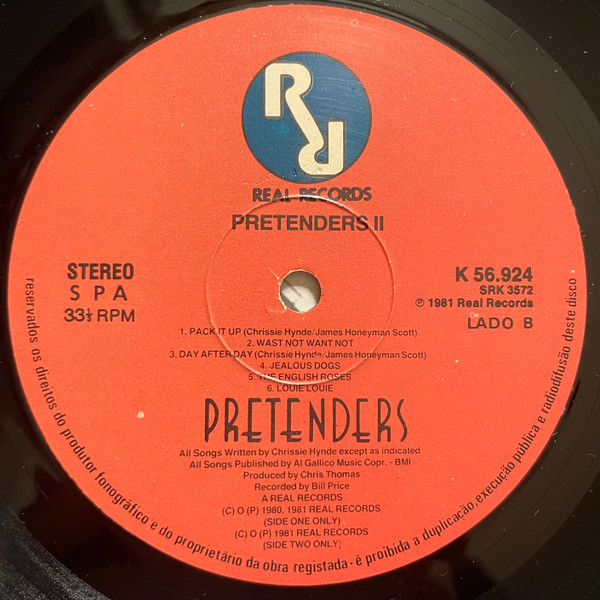 RR
REAL RECORDS
PRETENDERS II
STEREO
SPA
33⅓ RPM
K 56.924
SRK 3572
℗ 1981 Real Records
LADO B
1. PACK IT UP (Chrissie Hynde/James Honeyman Scott)
2. WAST NOT WANT NOT
3. DAY AFTER DAY (Chrissie Hynde/James Honeyman Scott)
4. JEALOUS DOGS
5. THE ENGLISH ROSES
6. LOUIE LOUIE
PRETENDERS
All Songs Written by Chrissie Hynde except as indicated
All Songs Published by Al Gallico Music Copr. - BMI
Produced by Chris Thomas
Recorded by Bill Price
A REAL RECORDS
(C) O (P) 1980, 1981 REAL RECORDS
(SIDE ONE ONLY)
(C) O (P) 1981 REAL RECORDS
(SIDE TWO ONLY)
reservados os direitos do produtor fonográfico e do proprietário da obra registada · é proibida a duplicação, execução pública e radiodifusão deste disco